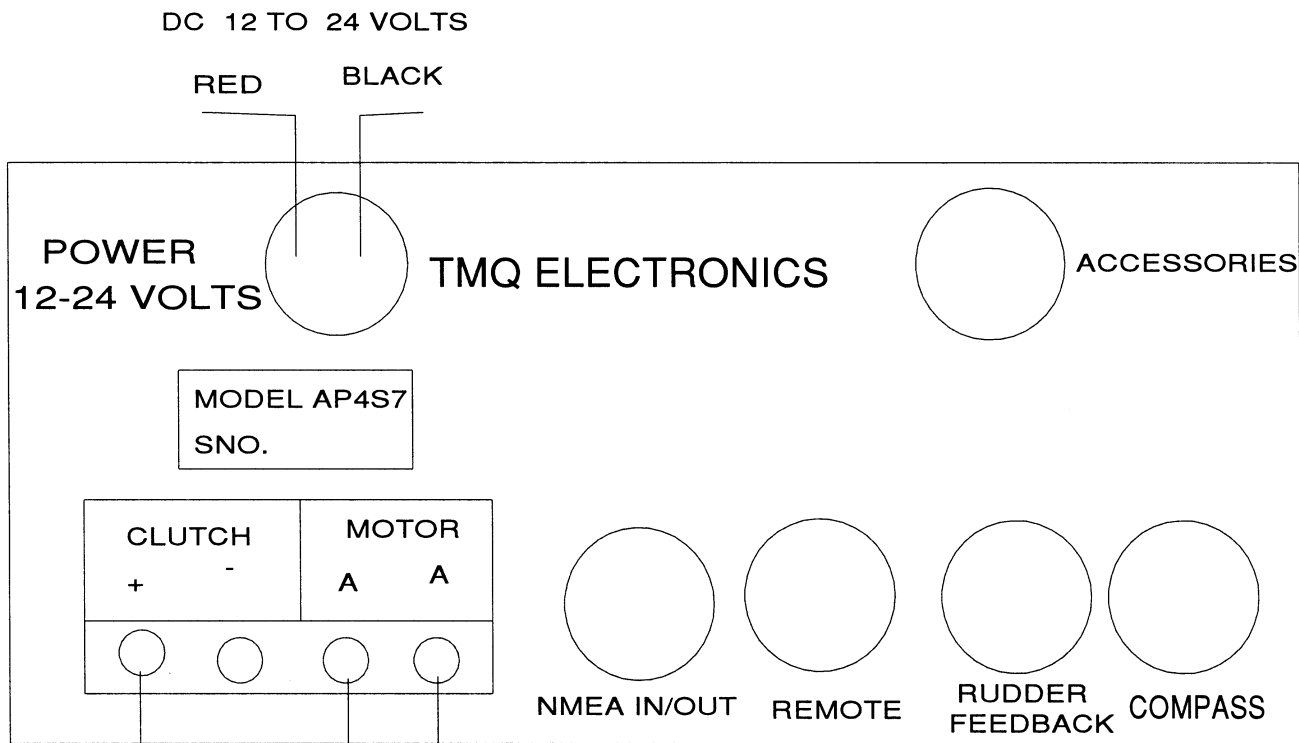 DC 12 TO 24 VOLTS
RED
BLACK
POWER
12-24 VOLTS
TMQ ELECTRONICS
ACCESSORIES
MODEL AP4S7
SNO.
CLUTCH
MOTOR
+ -
A A
NMEA IN/OUT
REMOTE
RUDDER
FEEDBACK
COMPASS